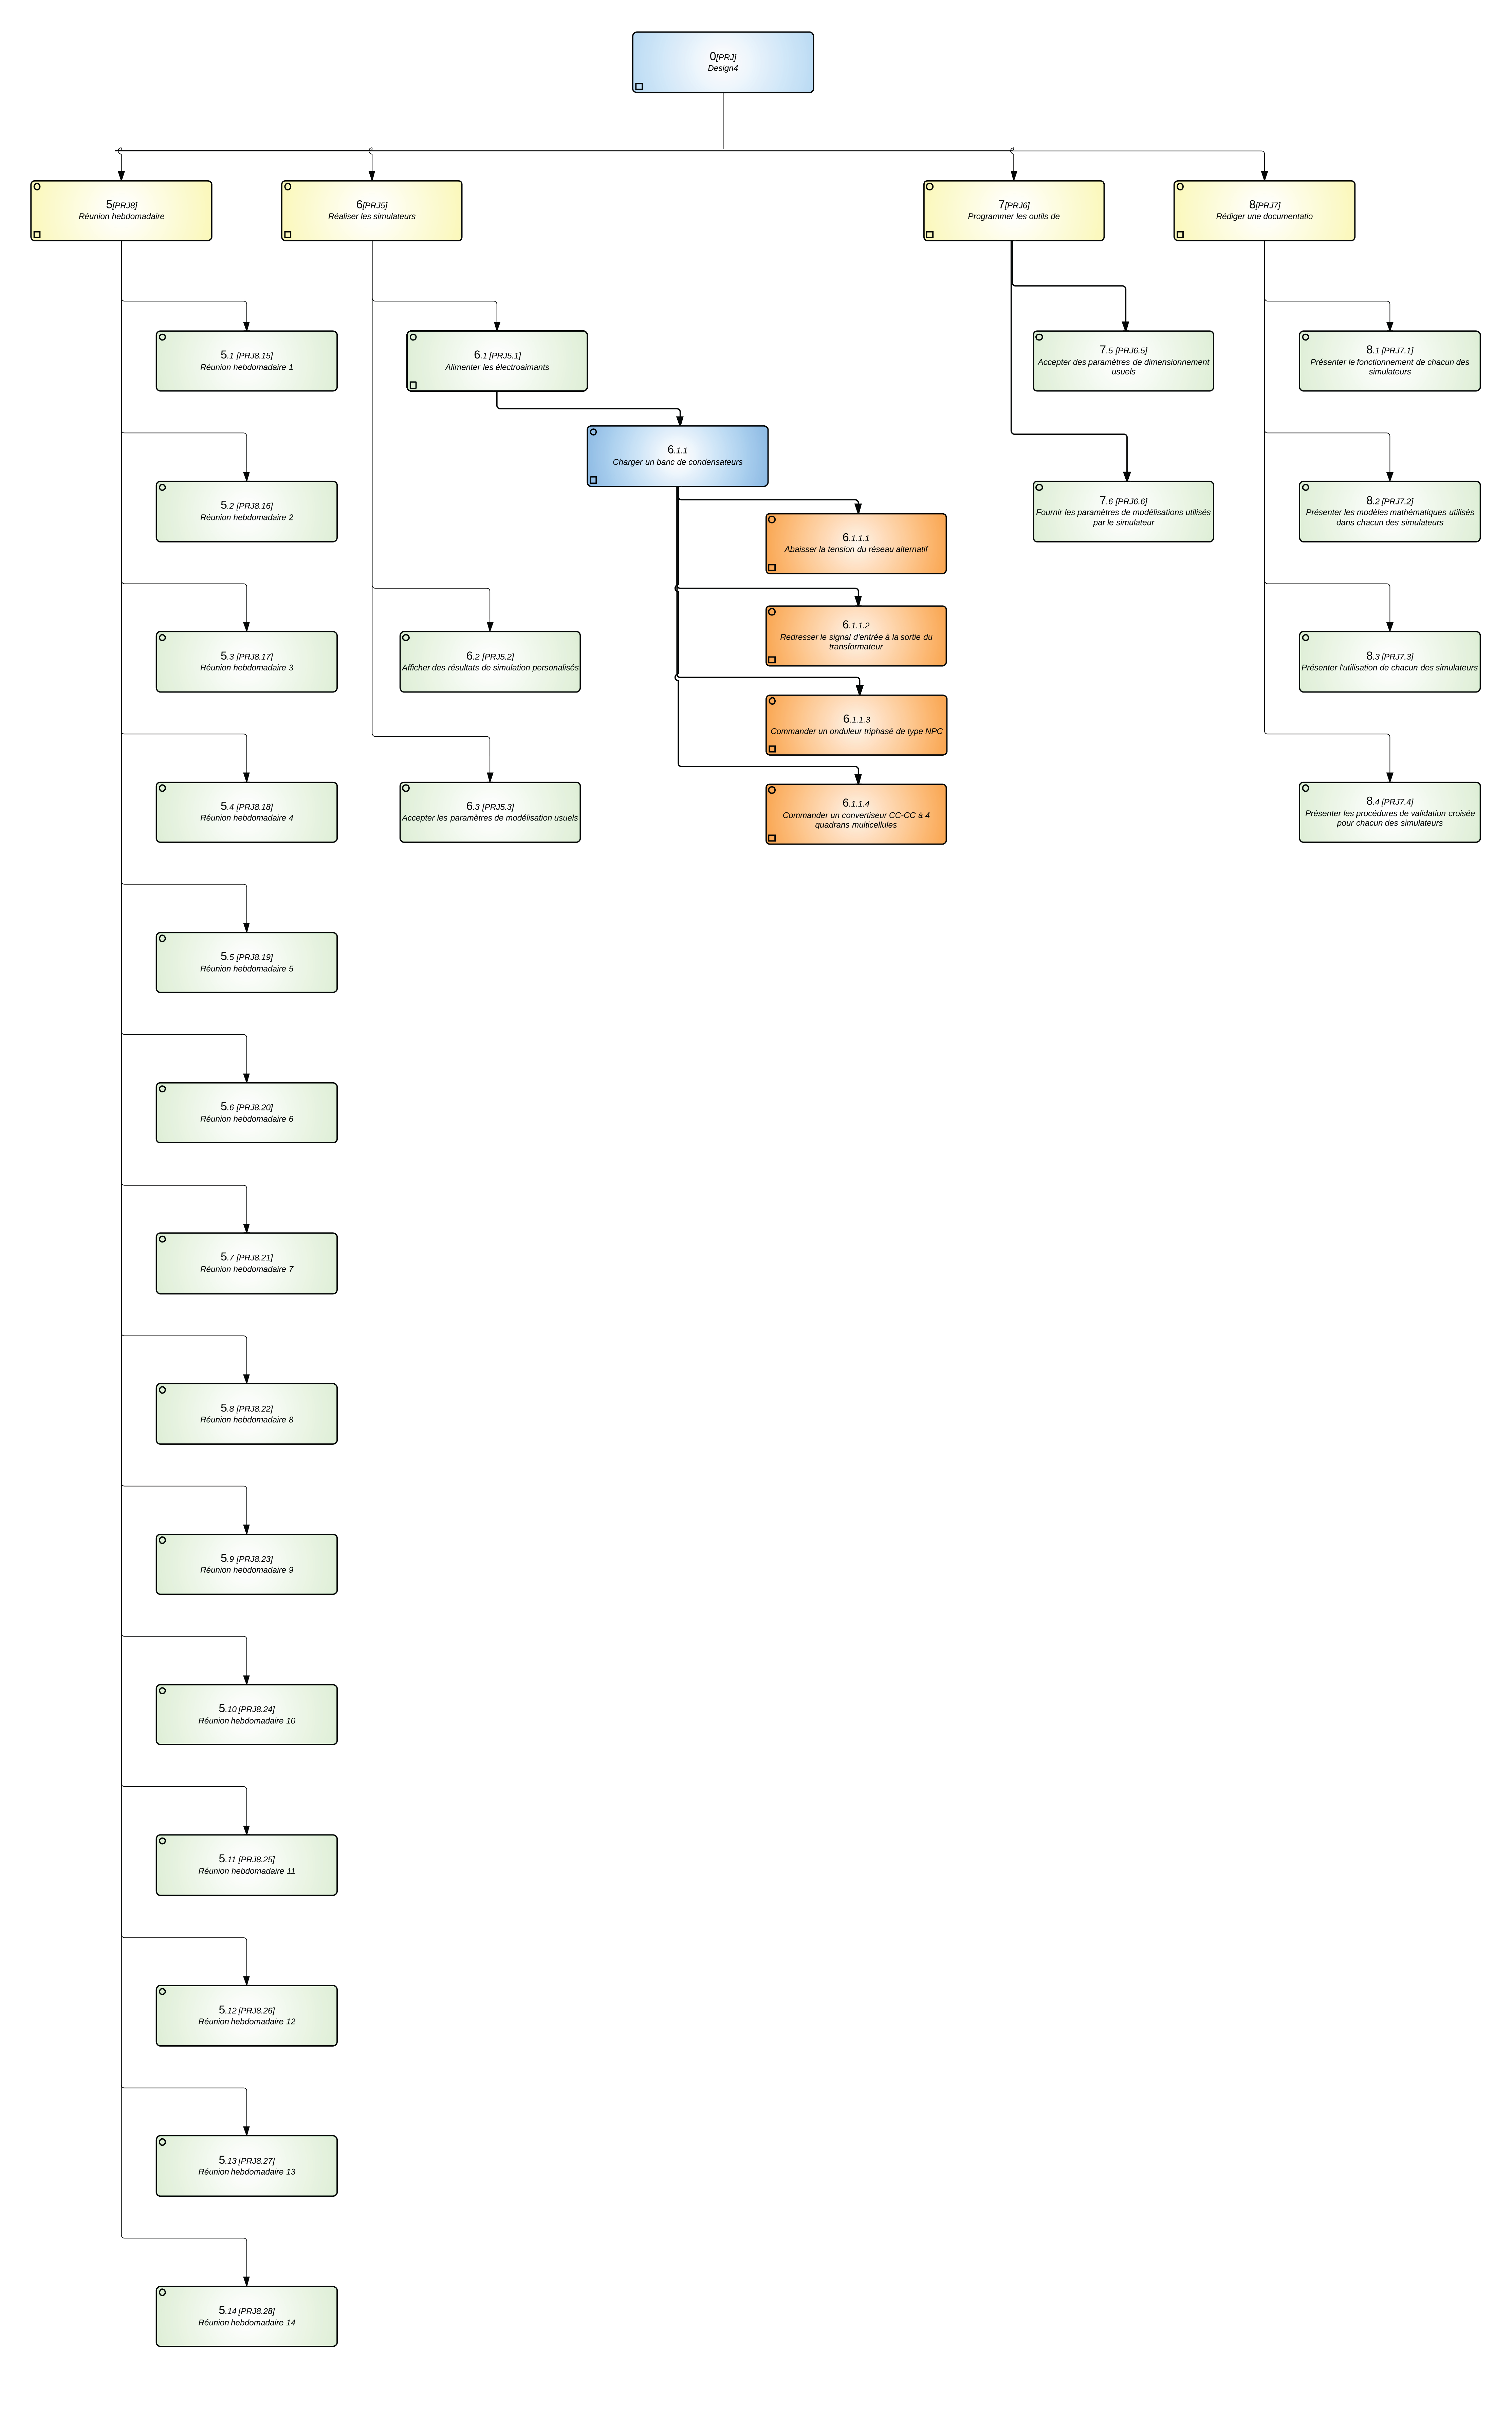 0[PRJ]
Design4
5[PRJ8]
Réunion hebdomadaire
6[PRJ5]
Réaliser les simulateurs
7[PRJ6]
Programmer les outils de
8[PRJ7]
Rédiger une documentatio
5.1 [PRJ8.15]
Réunion hebdomadaire 1
5.2 [PRJ8.16]
Réunion hebdomadaire 2
5.3 [PRJ8.17]
Réunion hebdomadaire 3
5.4 [PRJ8.18]
Réunion hebdomadaire 4
5.5 [PRJ8.19]
Réunion hebdomadaire 5
5.6 [PRJ8.20]
Réunion hebdomadaire 6
5.7 [PRJ8.21]
Réunion hebdomadaire 7
5.8 [PRJ8.22]
Réunion hebdomadaire 8
5.9 [PRJ8.23]
Réunion hebdomadaire 9
5.10 [PRJ8.24]
Réunion hebdomadaire 10
5.11 [PRJ8.25]
Réunion hebdomadaire 11
5.12 [PRJ8.26]
Réunion hebdomadaire 12
5.13 [PRJ8.27]
Réunion hebdomadaire 13
5.14 [PRJ8.28]
Réunion hebdomadaire 14
6.1 [PRJ5.1]
Alimenter les électroaimants
6.1.1
Charger un banc de condensateurs
6.1.1.1
Abaisser la tension du réseau alternatif
6.1.1.2
Redresser le signal d'entrée à la sortie du
transformateur
6.1.1.3
Commander un onduleur triphasé de type NPC
6.1.1.4
Commander un convertiseur CC-CC à 4
quadrans multicellules
6.2 [PRJ5.2]
Afficher des résultats de simulation personalisés
6.3 [PRJ5.3]
Accepter les paramètres de modélisation usuels
7.5 [PRJ6.5]
Accepter des paramètres de dimensionnement
usuels
7.6 [PRJ6.6]
Fournir les paramètres de modélisations utilisés
par le simulateur
8.1 [PRJ7.1]
Présenter le fonctionnement de chacun des
simulateurs
8.2 [PRJ7.2]
Présenter les modèles mathématiques utilisés
dans chacun des simulateurs
8.3 [PRJ7.3]
Présenter l'utilisation de chacun des simulateurs
8.4 [PRJ7.4]
Présenter les procédures de validation croisée
pour chacun des simulateurs